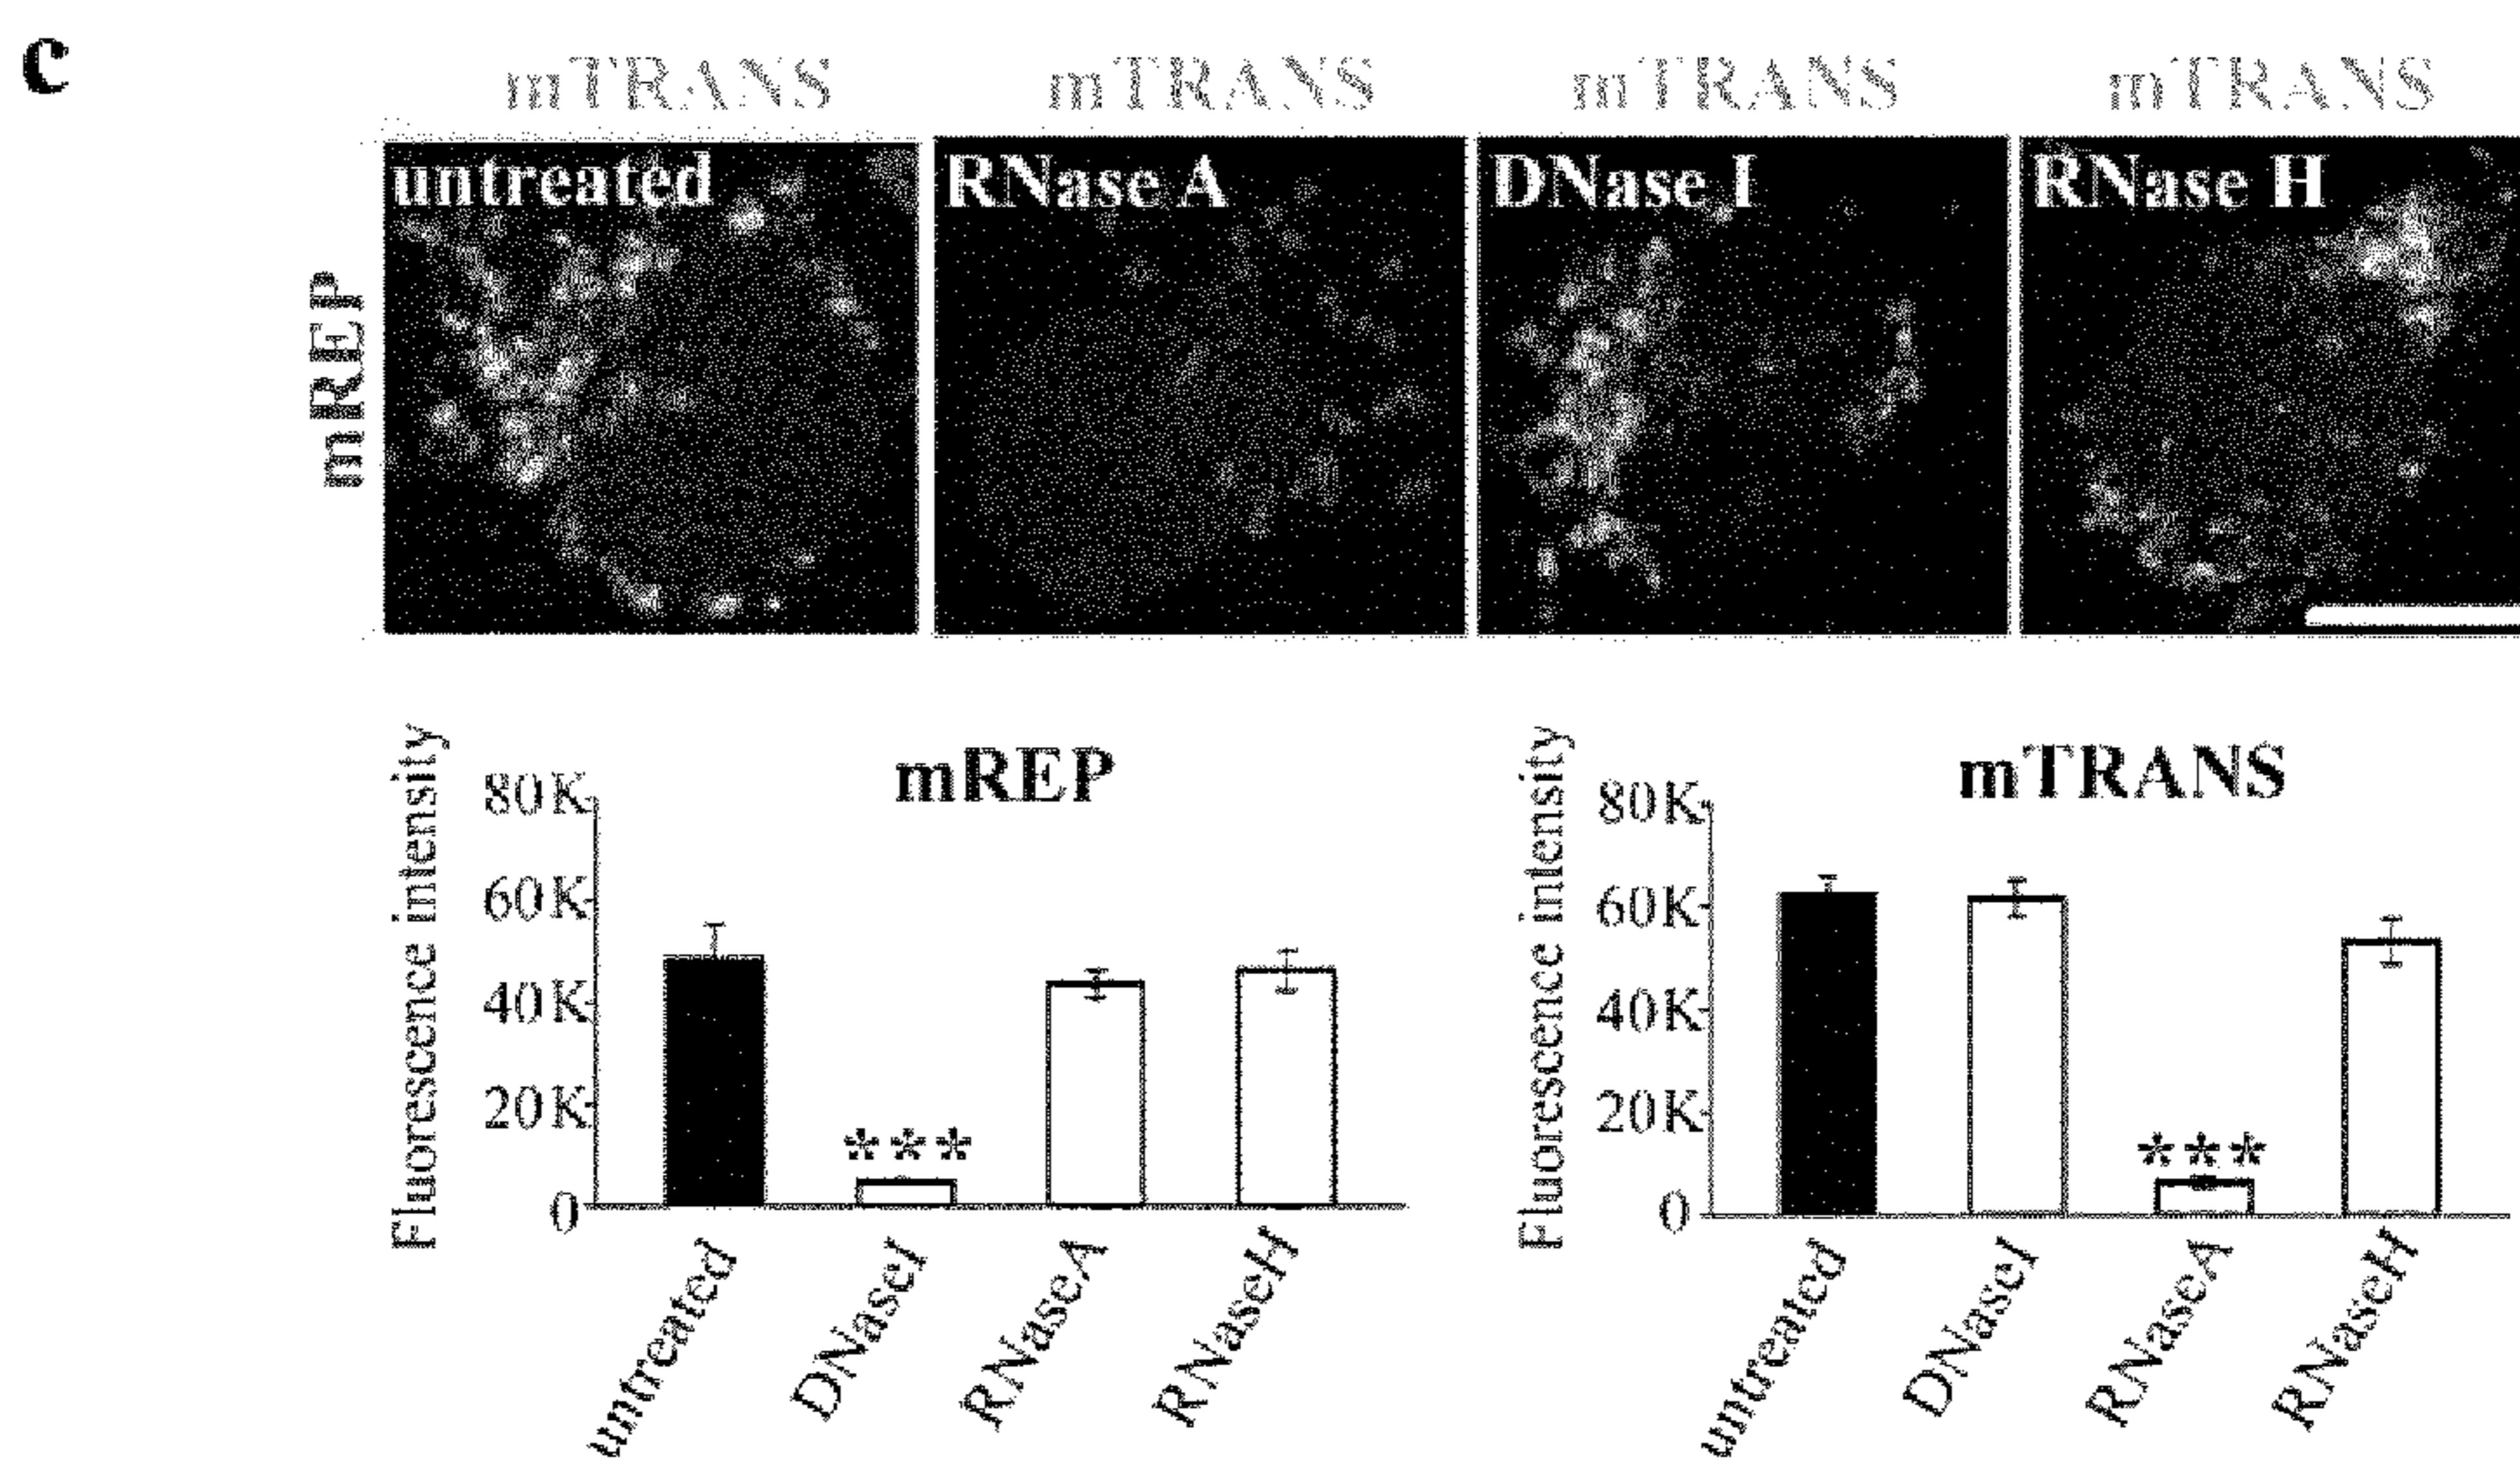 c
mTRANS mTRANS mTRANS mTRANS
untreated RNase A DNase I RNase H
mREP
mREP
Fluorescence intensity
80K
60K
40K
20K
0
***
untreated DNaseI RNaseA RNaseH
mTRANS
Fluorescence intensity
80K
60K
40K
20K
0
***
untreated DNaseI RNaseA RNaseH